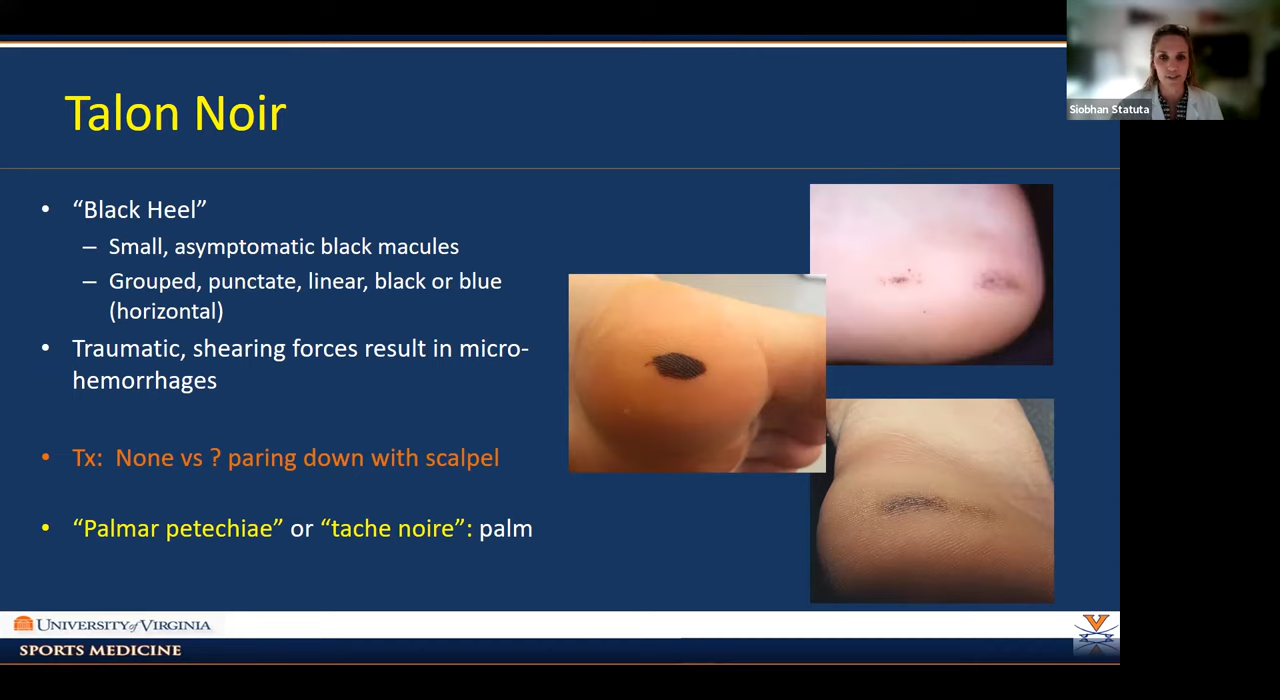 Siobhan Statuta
Talon Noir
• “Black Heel”
– Small, asymptomatic black macules
– Grouped, punctate, linear, black or blue
(horizontal)
• Traumatic, shearing forces result in micro-
hemorrhages
• Tx: None vs ? paring down with scalpel
• “Palmar petechiae” or “tache noire”: palm
UNIVERSITY of VIRGINIA
SPORTS MEDICINE